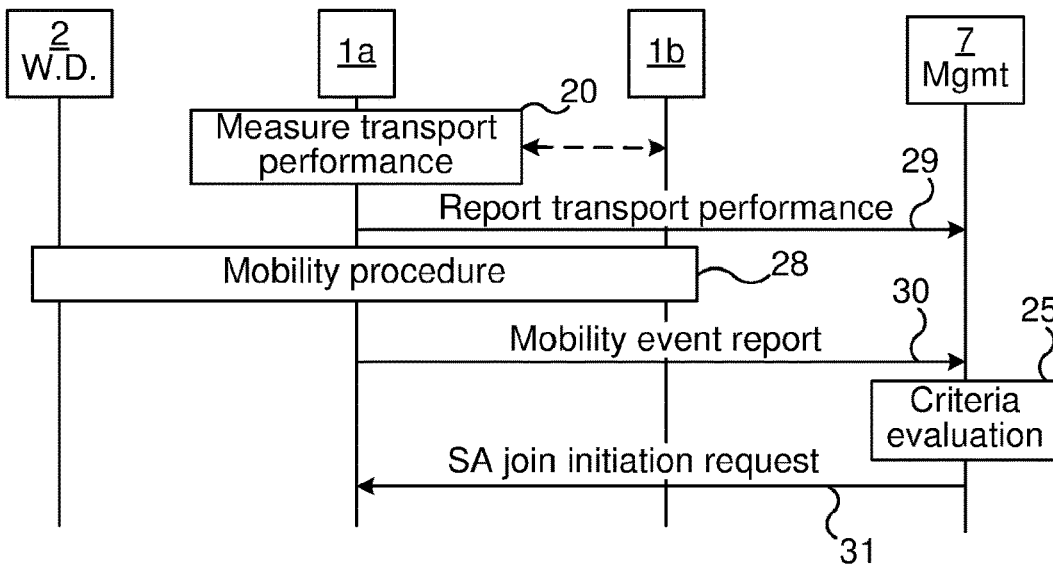 2
W.D.
1a
1b
7
Mgmt
20
Measure transport
performance
29
Report transport performance
Mobility procedure
28
30
Mobility event report
25
Criteria
evaluation
SA join initiation request
31